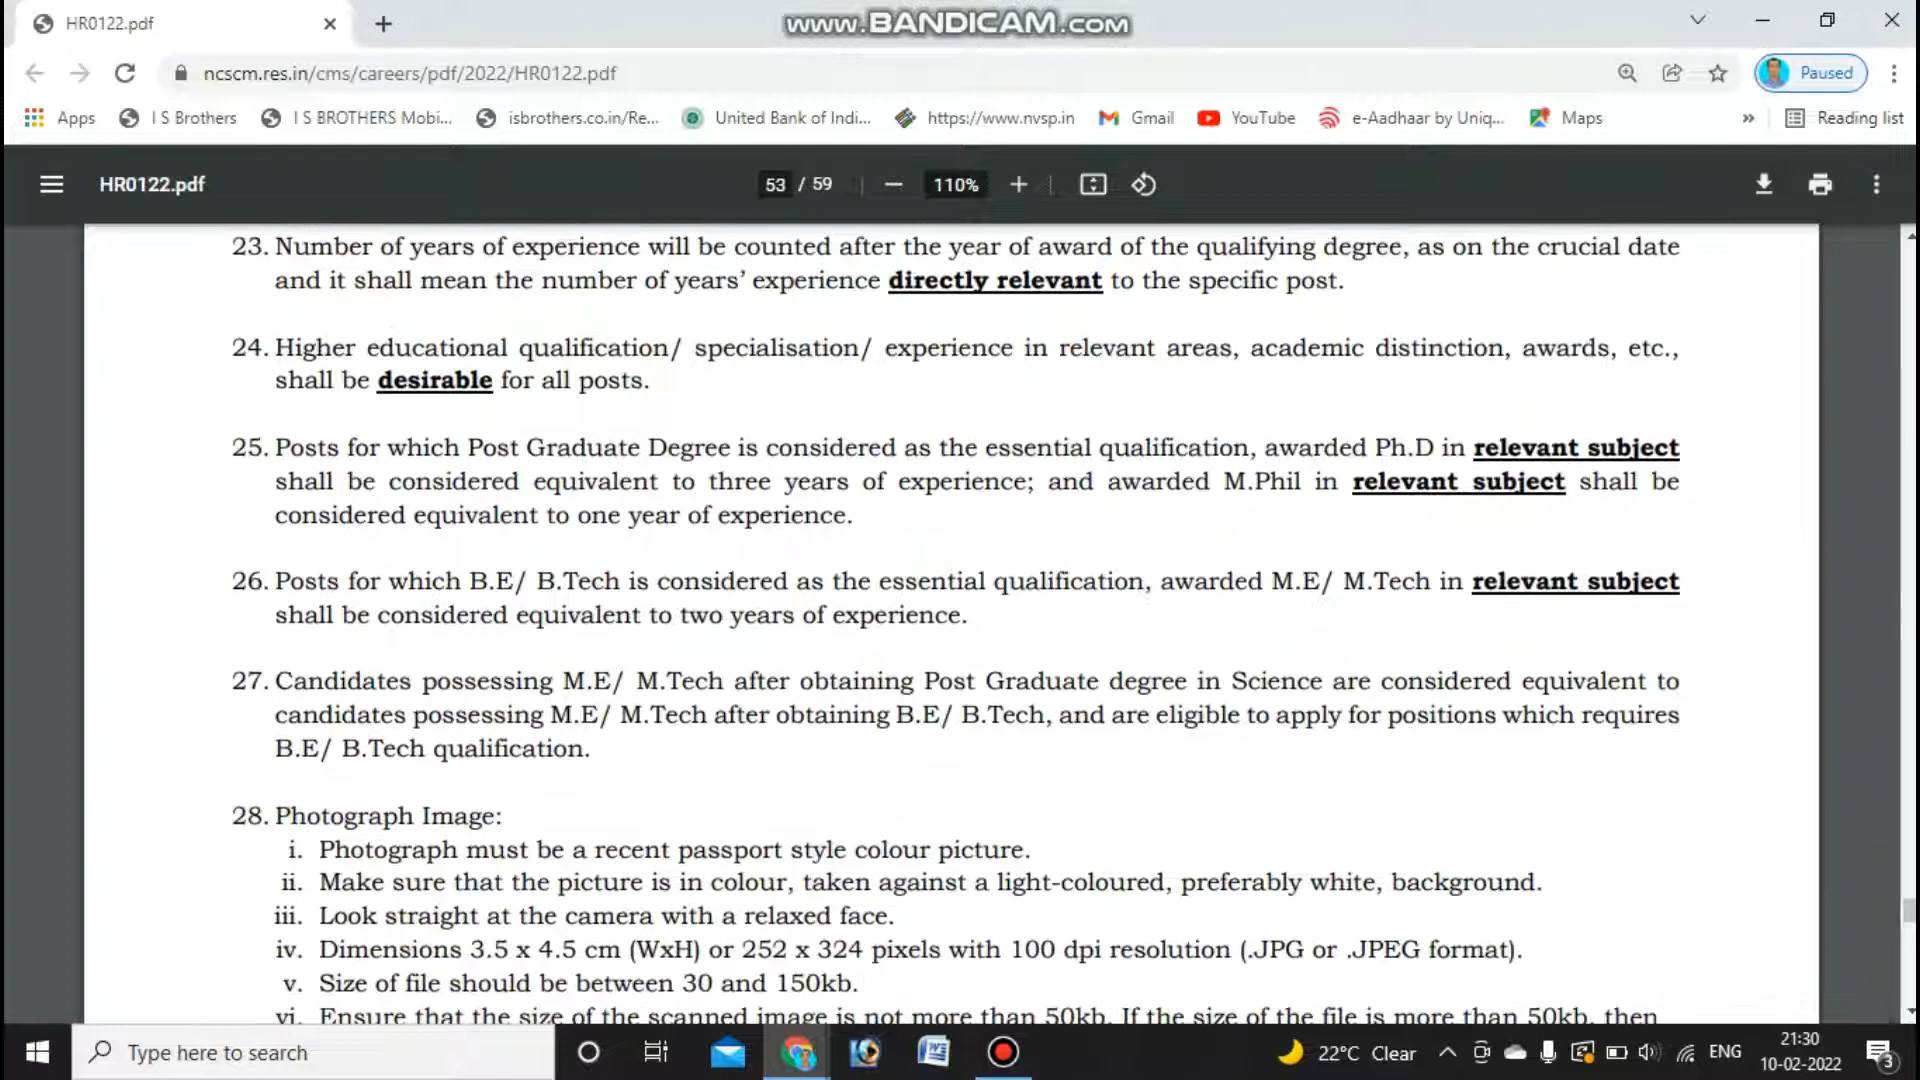 HR0122.pdf
www.BANDICAM.com
ncscm.res.in/cms/careers/pdf/2022/HR0122.pdf
Paused
Apps
I S Brothers
I S BROTHERS Mobi...
isbrothers.co.in/Re...
United Bank of Indi...
https://www.nvsp.in
Gmail
YouTube
e-Aadhaar by Uniq...
Maps
»
Reading list
HR0122.pdf
53 / 59
110%
23. Number of years of experience will be counted after the year of award of the qualifying degree, as on the crucial date
and it shall mean the number of years’ experience directly relevant to the specific post.
24. Higher educational qualification/ specialisation/ experience in relevant areas, academic distinction, awards, etc.,
shall be desirable for all posts.
25. Posts for which Post Graduate Degree is considered as the essential qualification, awarded Ph.D in relevant subject
shall be considered equivalent to three years of experience; and awarded M.Phil in relevant subject shall be
considered equivalent to one year of experience.
26. Posts for which B.E/ B.Tech is considered as the essential qualification, awarded M.E/ M.Tech in relevant subject
shall be considered equivalent to two years of experience.
27. Candidates possessing M.E/ M.Tech after obtaining Post Graduate degree in Science are considered equivalent to
candidates possessing M.E/ M.Tech after obtaining B.E/ B.Tech, and are eligible to apply for positions which requires
B.E/ B.Tech qualification.
28. Photograph Image:
i. Photograph must be a recent passport style colour picture.
ii. Make sure that the picture is in colour, taken against a light-coloured, preferably white, background.
iii. Look straight at the camera with a relaxed face.
iv. Dimensions 3.5 x 4.5 cm (WxH) or 252 x 324 pixels with 100 dpi resolution (.JPG or .JPEG format).
v. Size of file should be between 30 and 150kb.
vi. Ensure that the size of the scanned image is not more than 50kb. If the size of the file is more than 50kb, then
Type here to search
22°C Clear
ENG
21:30
10-02-2022
3